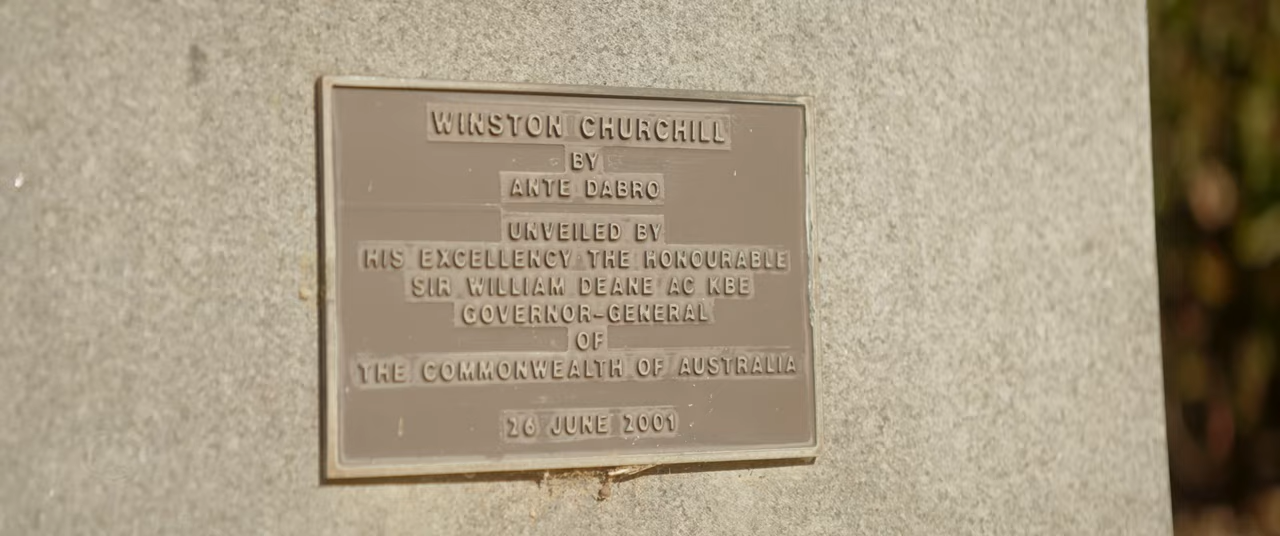 WINSTON CHURCHILL
BY
ANTE DABRO
UNVEILED BY
HIS EXCELLENCY THE HONOURABLE
SIR WILLIAM DEANE AC KBE
GOVERNOR-GENERAL
OF
THE COMMONWEALTH OF AUSTRALIA
26 JUNE 2001